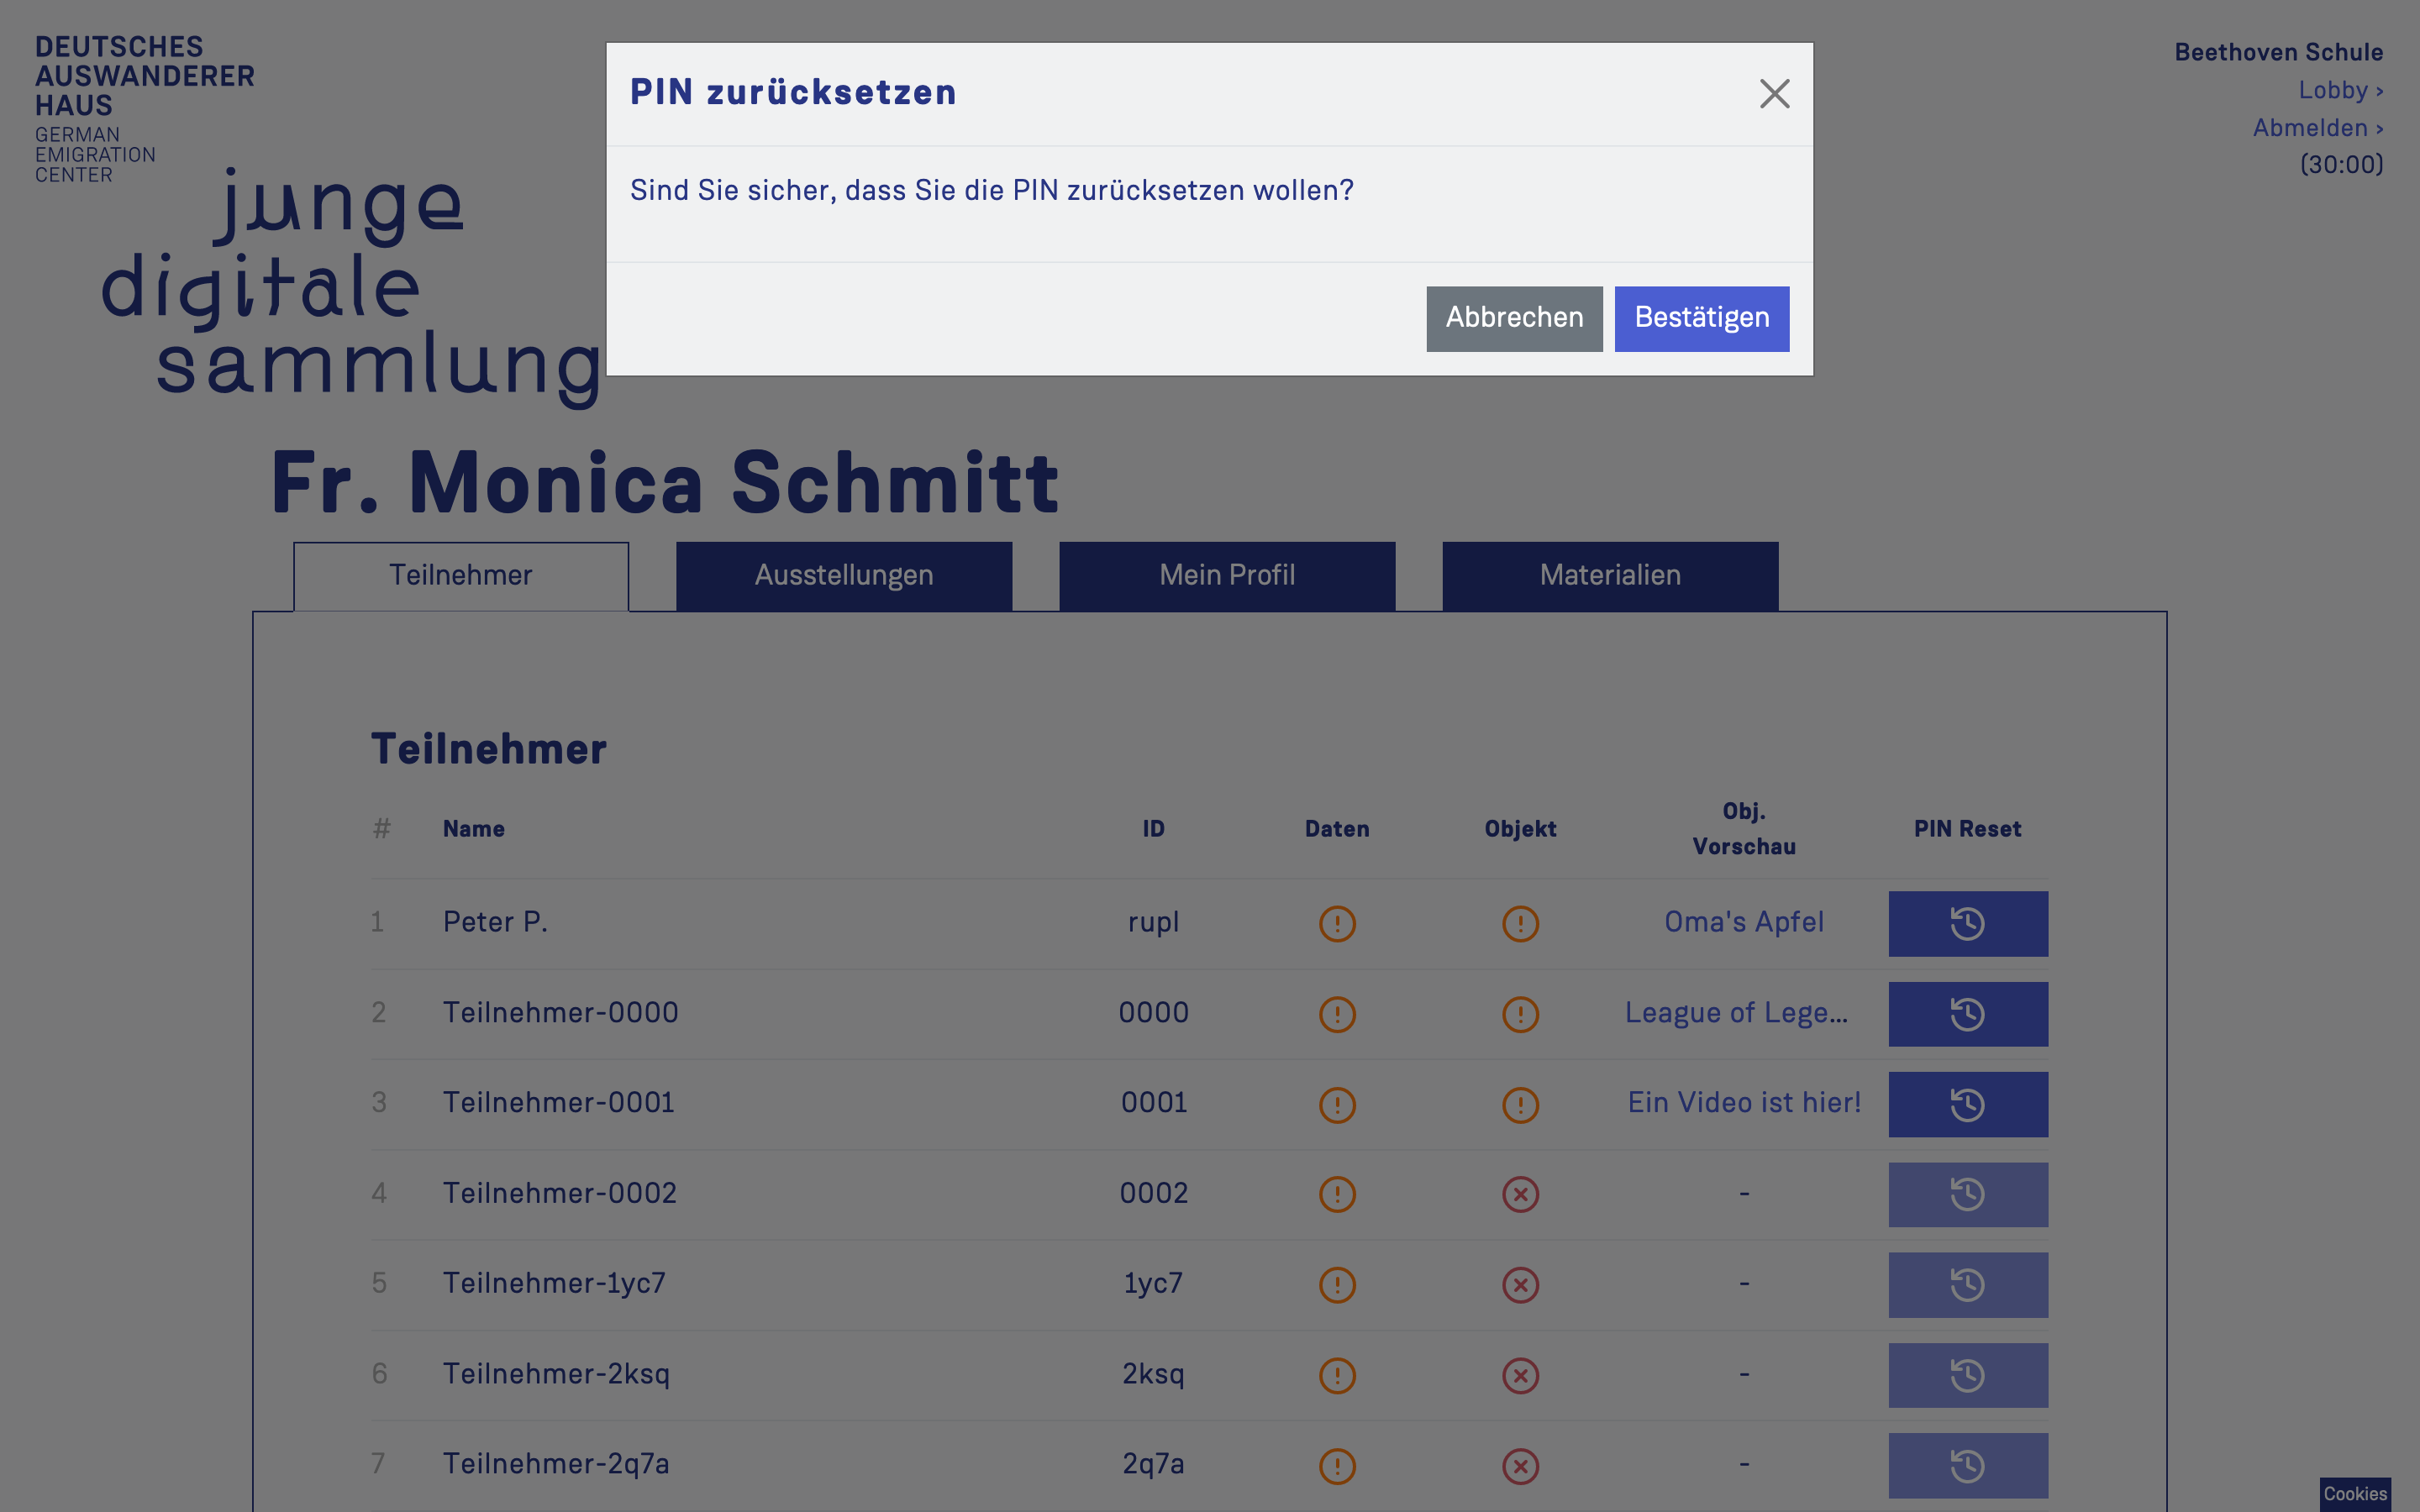 DEUTSCHES
AUSWANDERER
HAUS
GERMAN
EMIGRATION
CENTER
junge
digitale
sammlung
PIN zurücksetzen
Sind Sie sicher, dass Sie die PIN zurücksetzen wollen?
Abbrechen Bestätigen
Beethoven Schule
Lobby ›
Abmelden ›
(30:00)
Fr. Monica Schmitt
Teilnehmer Ausstellungen Mein Profil Materialien
Teilnehmer
# Name ID Daten Objekt Obj. Vorschau PIN Reset
1 Peter P. rupl Oma's Apfel
2 Teilnehmer-0000 0000 League of Lege...
3 Teilnehmer-0001 0001 Ein Video ist hier!
4 Teilnehmer-0002 0002 -
5 Teilnehmer-1yc7 1yc7 -
6 Teilnehmer-2ksq 2ksq -
7 Teilnehmer-2q7a 2q7a -
Cookies